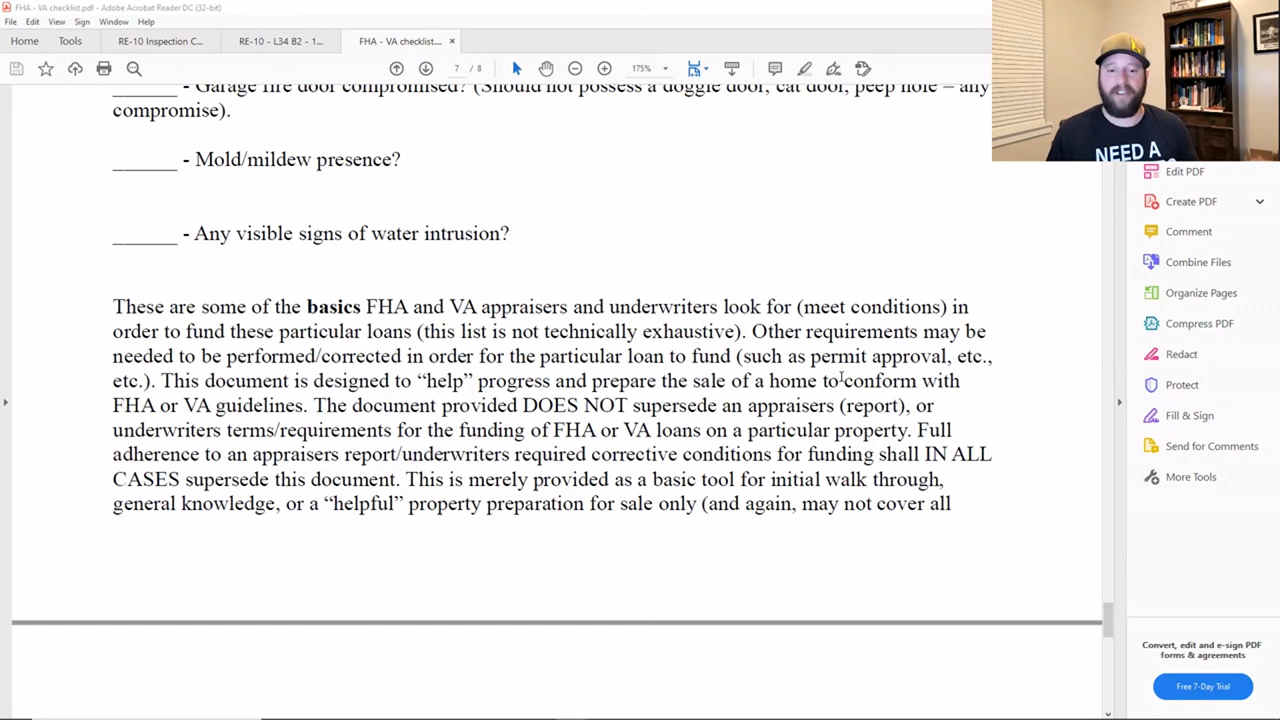 FHA - VA checklist.pdf - Adobe Acrobat Reader DC (32-bit)
File Edit View Sign Window Help
Home Tools RE-10 Inspection C... RE-10 - L38 B2- 1... FHA - VA checklist.... ×
7 / 8 175%
______ - Garage fire door compromised? (Should not possess a doggie door, cat door, peep hole – any
compromise).
______ - Mold/mildew presence?
______ - Any visible signs of water intrusion?
These are some of the basics FHA and VA appraisers and underwriters look for (meet conditions) in
order to fund these particular loans (this list is not technically exhaustive). Other requirements may be
needed to be performed/corrected in order for the particular loan to fund (such as permit approval, etc.,
etc.). This document is designed to “help” progress and prepare the sale of a home to conform with
FHA or VA guidelines. The document provided DOES NOT supersede an appraisers (report), or
underwriters terms/requirements for the funding of FHA or VA loans on a particular property. Full
adherence to an appraisers report/underwriters required corrective conditions for funding shall IN ALL
CASES supersede this document. This is merely provided as a basic tool for initial walk through,
general knowledge, or a “helpful” property preparation for sale only (and again, may not cover all
NEED A
Edit PDF
Create PDF
Comment
Combine Files
Organize Pages
Compress PDF
Redact
Protect
Fill & Sign
Send for Comments
More Tools
Convert, edit and e-sign PDF
forms & agreements
Free 7-Day Trial